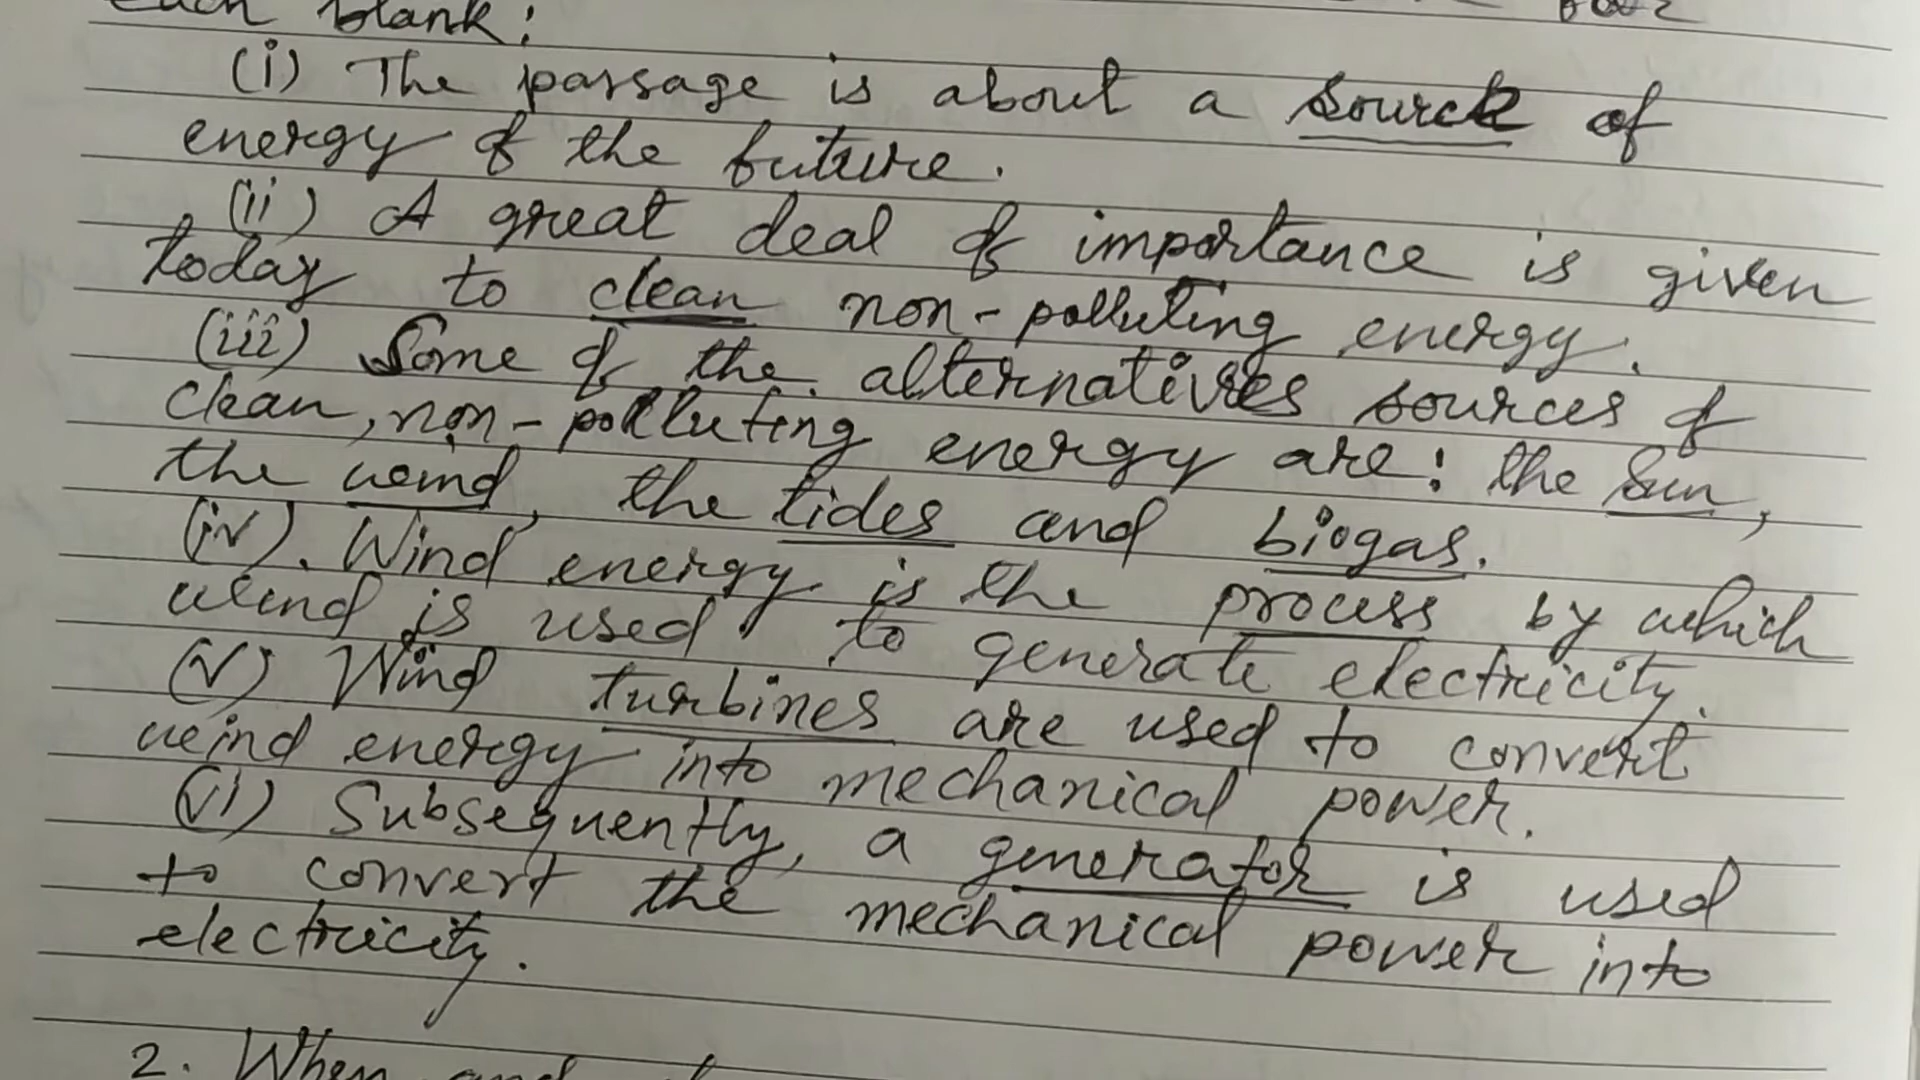 each blank:
(i) The passage is about a source of
energy of the future.
(ii) A great deal of importance is given
today to clean non-polluting energy.
(iii) Some of the alternatives sources of
clean, non-polluting energy are: the Sun,
the wind, the tides and biogas.
(iv). Wind energy is the process by which
wind is used to generate electricity.
(v) Wind turbines are used to convert
wind energy into mechanical power.
(vi) Subsequently, a generator is used
to convert the mechanical power into
electricity.
2. When and